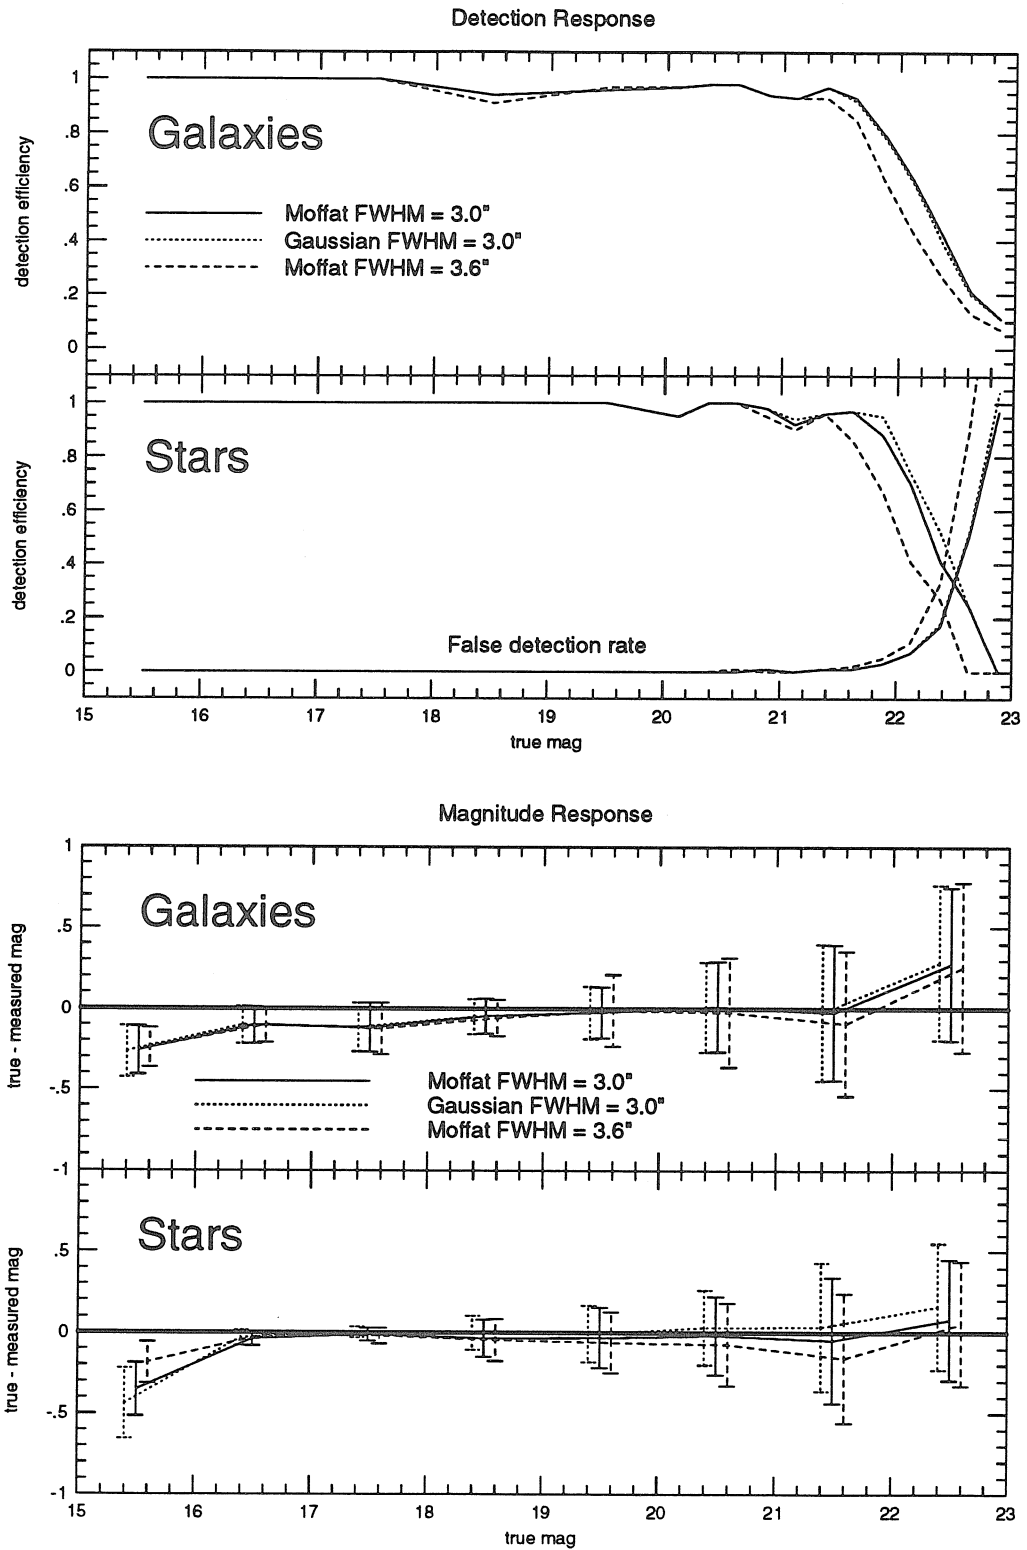 Detection Response
1
.8
.6
.4
.2
0
detection efficiency
Galaxies
Moffat FWHM = 3.0"
Gaussian FWHM = 3.0"
Moffat FWHM = 3.6"
1
.8
.6
.4
.2
0
detection efficiency
Stars
False detection rate
15 16 17 18 19 20 21 22 23
true mag
Magnitude Response
1
.5
0
-.5
-1
true - measured mag
Galaxies
Moffat FWHM = 3.0"
Gaussian FWHM = 3.0"
Moffat FWHM = 3.6"
.5
0
-.5
-1
true - measured mag
Stars
15 16 17 18 19 20 21 22 23
true mag